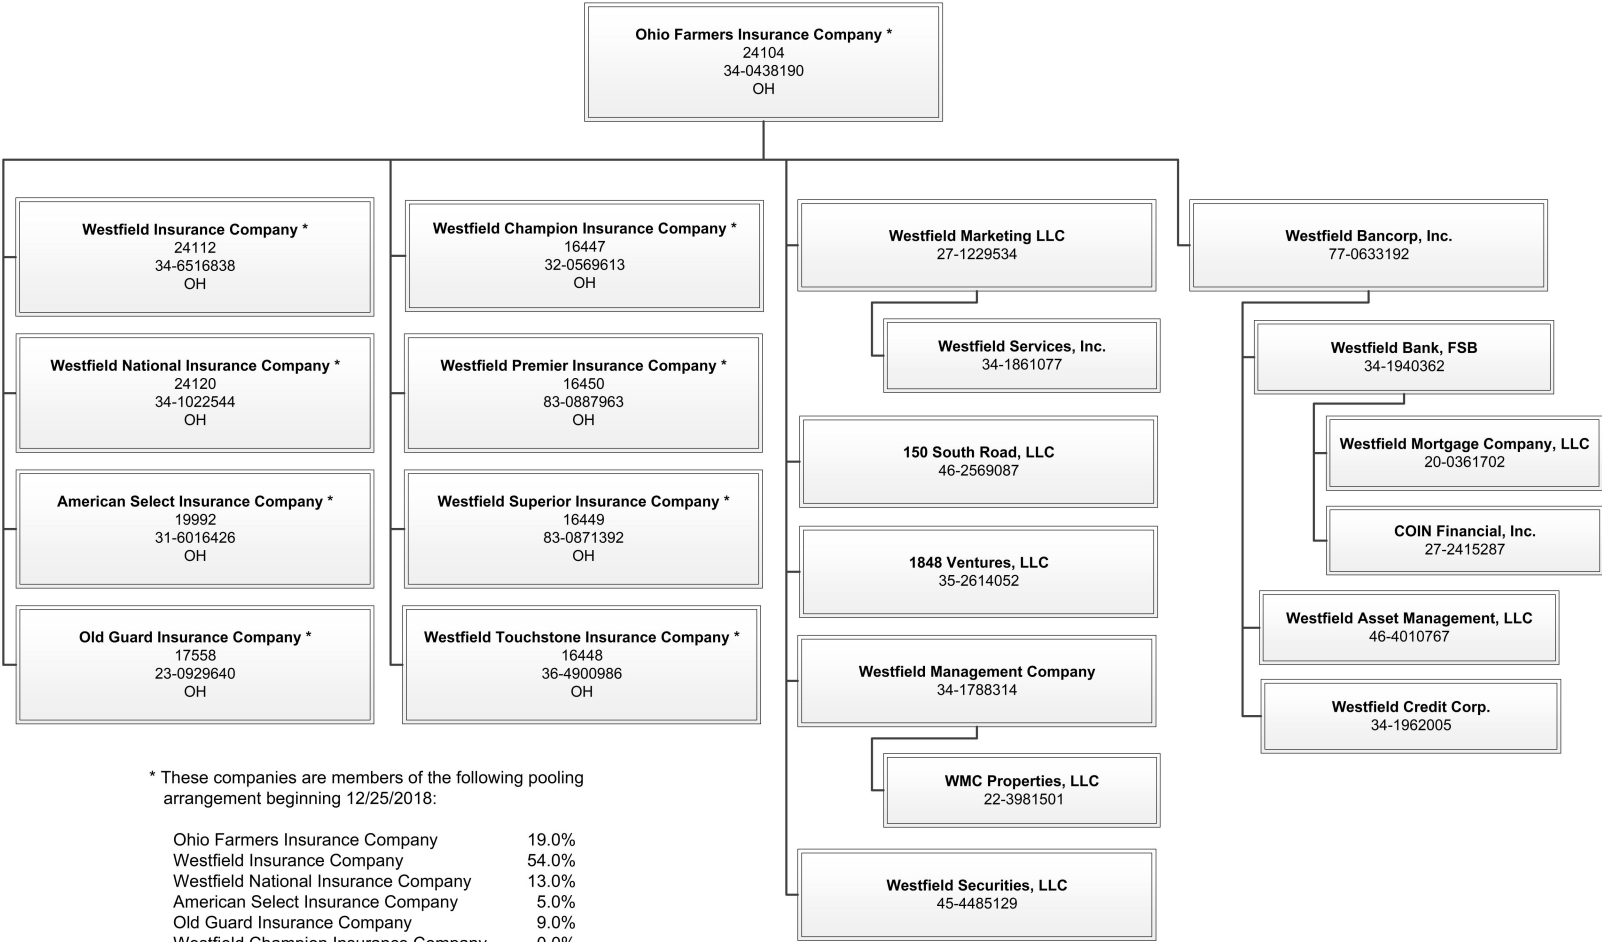 Ohio Farmers Insurance Company *
24104
34-0438190
OH
Westfield Insurance Company *
24112
34-6516838
OH
Westfield National Insurance Company *
24120
34-1022544
OH
American Select Insurance Company *
19992
31-6016426
OH
Old Guard Insurance Company *
17558
23-0929640
OH
Westfield Champion Insurance Company *
16447
32-0569613
OH
Westfield Premier Insurance Company *
16450
83-0887963
OH
Westfield Superior Insurance Company *
16449
83-0871392
OH
Westfield Touchstone Insurance Company *
16448
36-4900986
OH
Westfield Marketing LLC
27-1229534
Westfield Services, Inc.
34-1861077
150 South Road, LLC
46-2569087
1848 Ventures, LLC
35-2614052
Westfield Management Company
34-1788314
WMC Properties, LLC
22-3981501
Westfield Securities, LLC
45-4485129
Westfield Bancorp, Inc.
77-0633192
Westfield Bank, FSB
34-1940362
Westfield Mortgage Company, LLC
20-0361702
COIN Financial, Inc.
27-2415287
Westfield Asset Management, LLC
46-4010767
Westfield Credit Corp.
34-1962005
* These companies are members of the following pooling
arrangement beginning 12/25/2018:
Ohio Farmers Insurance Company 19.0%
Westfield Insurance Company 54.0%
Westfield National Insurance Company 13.0%
American Select Insurance Company 5.0%
Old Guard Insurance Company 9.0%
Westfield Champion Insurance Company 0.0%